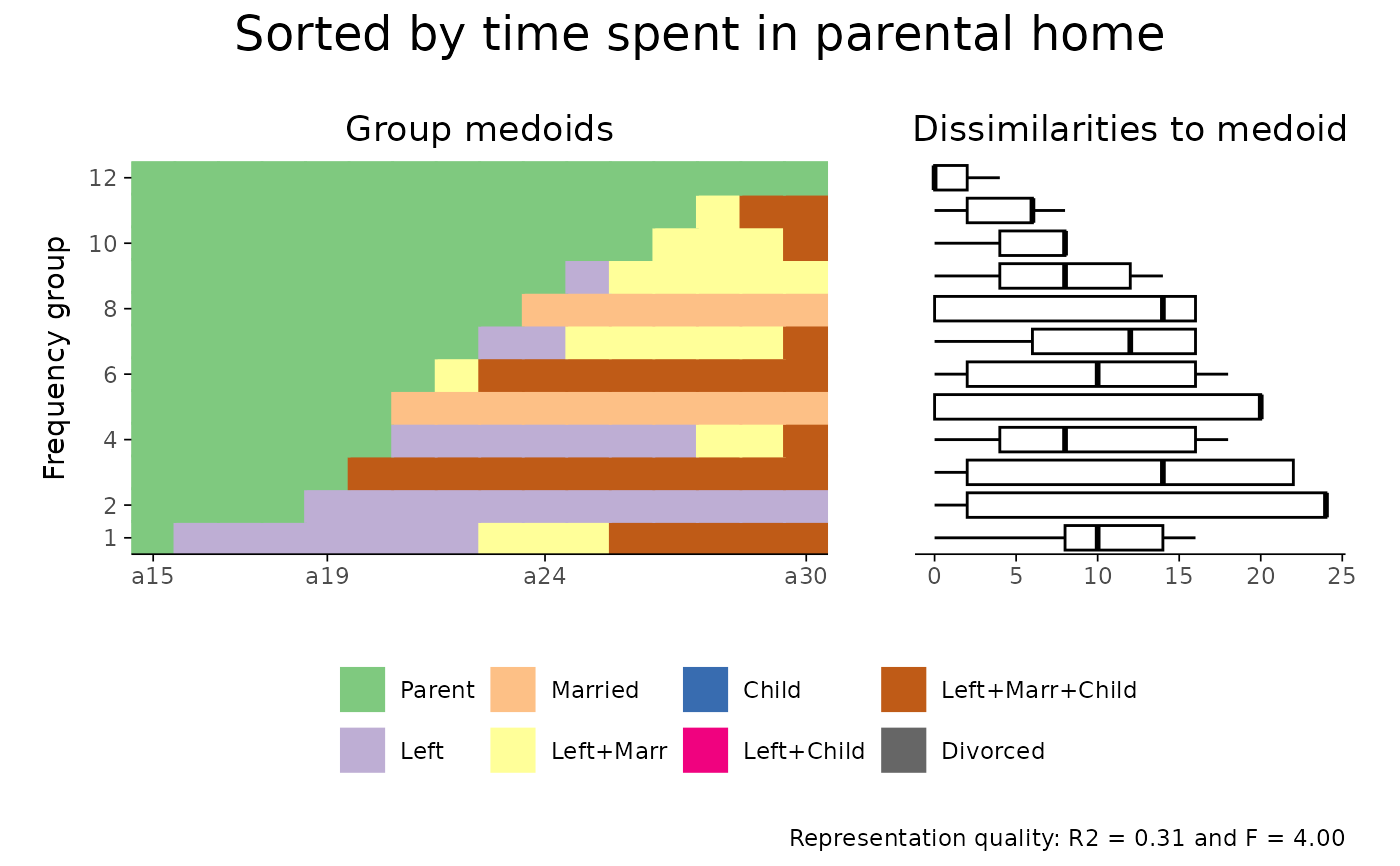 Sorted by time spent in parental home
Group medoids
Dissimilarities to medoid
Frequency group
12
10
8
6
4
2
1
a15 a19 a24 a30
0 5 10 15 20 25
Parent Married Child Left+Marr+Child
Left Left+Marr Left+Child Divorced
Representation quality: R2 = 0.31 and F = 4.00